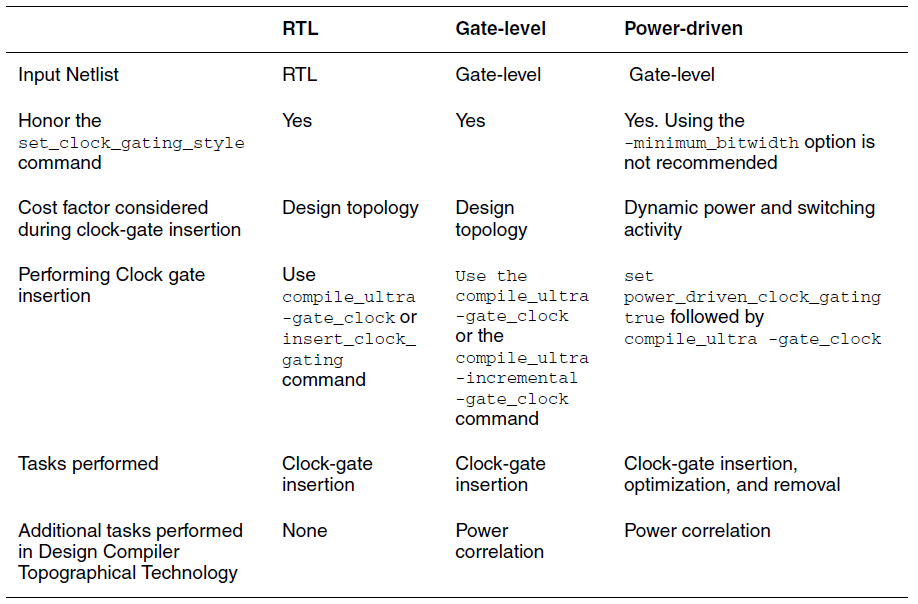 RTL Gate-level Power-driven
Input Netlist RTL Gate-level Gate-level
Honor the Yes Yes Yes. Using the
set_clock_gating_style -minimum_bitwidth option is
command not recommended
Cost factor considered Design topology Design Dynamic power and switching
during clock-gate insertion topology activity
Performing Clock gate Use Use the set
insertion compile_ultra compile_ultra power_driven_clock_gating
-gate_clock or -gate_clock true followed by
insert_clock_ or the compile_ultra -gate_clock
gating compile_ultra
command -incremental
-gate_clock
command
Tasks performed Clock-gate Clock-gate Clock-gate insertion,
insertion insertion optimization, and removal
Additional tasks performed None Power Power correlation
in Design Compiler correlation
Topographical Technology